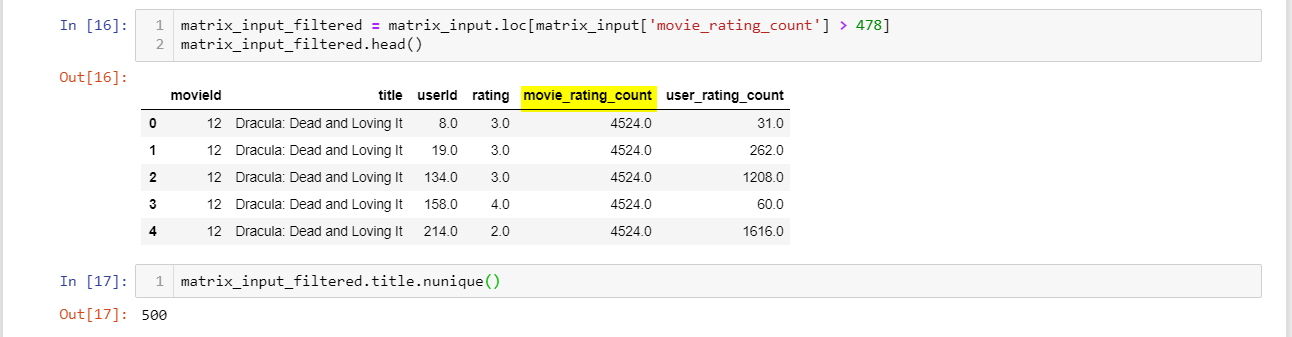 In [16]: 1 matrix_input_filtered = matrix_input.loc[matrix_input['movie_rating_count'] > 478]
2 matrix_input_filtered.head()
Out[16]:
movieId title userId rating movie_rating_count user_rating_count
0 12 Dracula: Dead and Loving It 8.0 3.0 4524.0 31.0
1 12 Dracula: Dead and Loving It 19.0 3.0 4524.0 262.0
2 12 Dracula: Dead and Loving It 134.0 3.0 4524.0 1208.0
3 12 Dracula: Dead and Loving It 158.0 4.0 4524.0 60.0
4 12 Dracula: Dead and Loving It 214.0 2.0 4524.0 1616.0
In [17]: 1 matrix_input_filtered.title.nunique()
Out[17]: 500